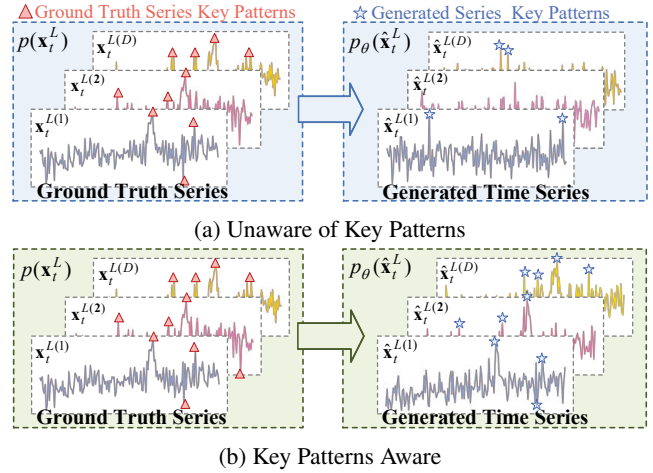 Ground Truth Series Key Patterns Generated Series Key Patterns
p(x_t^L) x_t^{L(D)} p_θ(x̂_t^L) x̂_t^{L(D)}
x_t^{L(2)} x̂_t^{L(2)}
x_t^{L(1)} x̂_t^{L(1)}
Ground Truth Series Generated Time Series
(a) Unaware of Key Patterns
p(x_t^L) x_t^{L(D)} p_θ(x̂_t^L) x̂_t^{L(D)}
x_t^{L(2)} x̂_t^{L(2)}
x_t^{L(1)} x̂_t^{L(1)}
Ground Truth Series Generated Time Series
(b) Key Patterns Aware